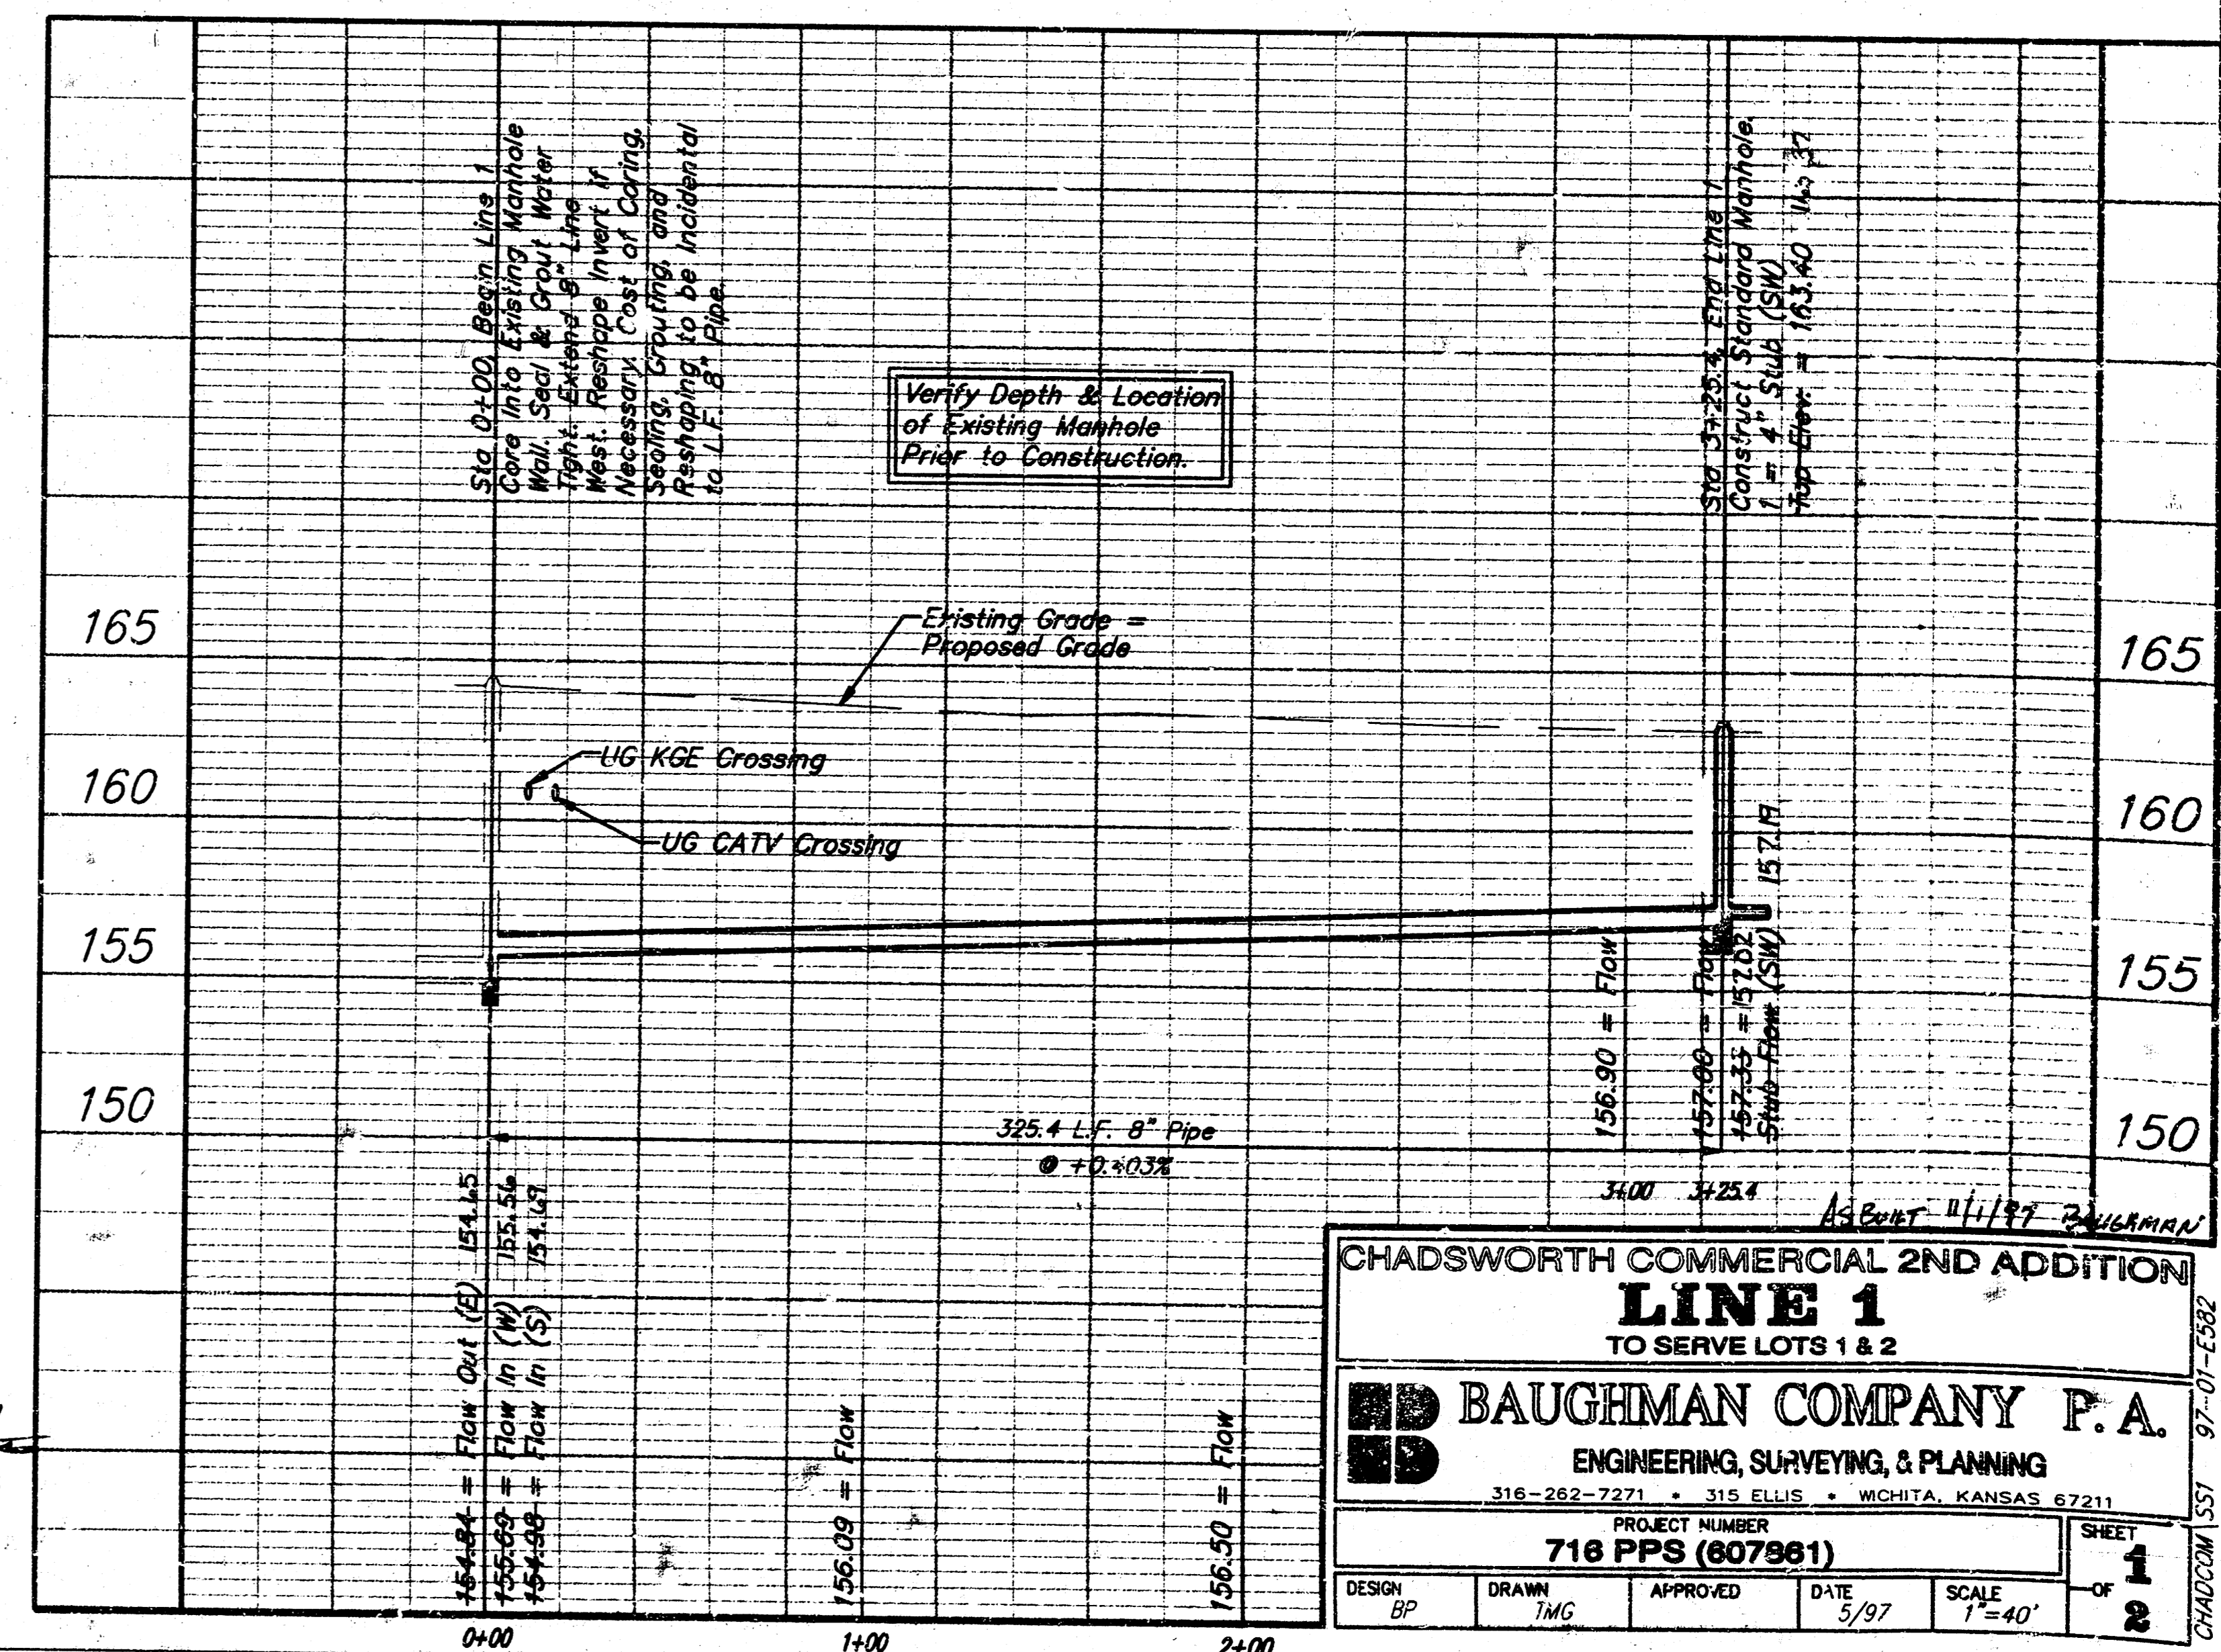 Sta 0+00, Begin Line 1
Core Into Existing Manhole
Wall. Seal & Grout Water
Tight. Extend 8" Line
West. Reshape Invert if
Necessary. Cost of Coring,
Sealing, Grouting, and
Reshaping to be Incidental
to L.F. 8" Pipe.
Verify Depth & Location
of Existing Manhole
Prior to Construction.
Sta 3+25.4, End Line 1
Construct Standard Manhole.
1 = 4" Stub (SW)
Top Elev. = 163.40
165
165
Existing Grade =
Proposed Grade
UG KGE Crossing
160
160
UG CATV Crossing
157.19
155
155
156.90 = Flow
157.00 = Flow
157.33 = 157.02
Stub Flow (SW)
150
150
325.4 L.F. 8" Pipe
@ +0.403%
3+00
3+25.4
154.84 = Flow Out (E) 154.65
155.69 = Flow In (W) 155.56
154.98 = Flow In (S) 154.69
156.09 = Flow
156.50 = Flow
0+00
1+00
2+00
AS BUILT 11/1/97 BAUGHMAN
CHADSWORTH COMMERCIAL 2ND ADDITION
LINE 1
TO SERVE LOTS 1 & 2
BAUGHMAN COMPANY P.A.
ENGINEERING, SURVEYING, & PLANNING
316-262-7271 * 315 ELLIS * WICHITA, KANSAS 67211
PROJECT NUMBER
716 PPS (607861)
SHEET
1
OF
2
DESIGN
BP
DRAWN
TMG
APPROVED
DATE
5/97
SCALE
1"=40'
CHADCOM\SS1 97-01-E582